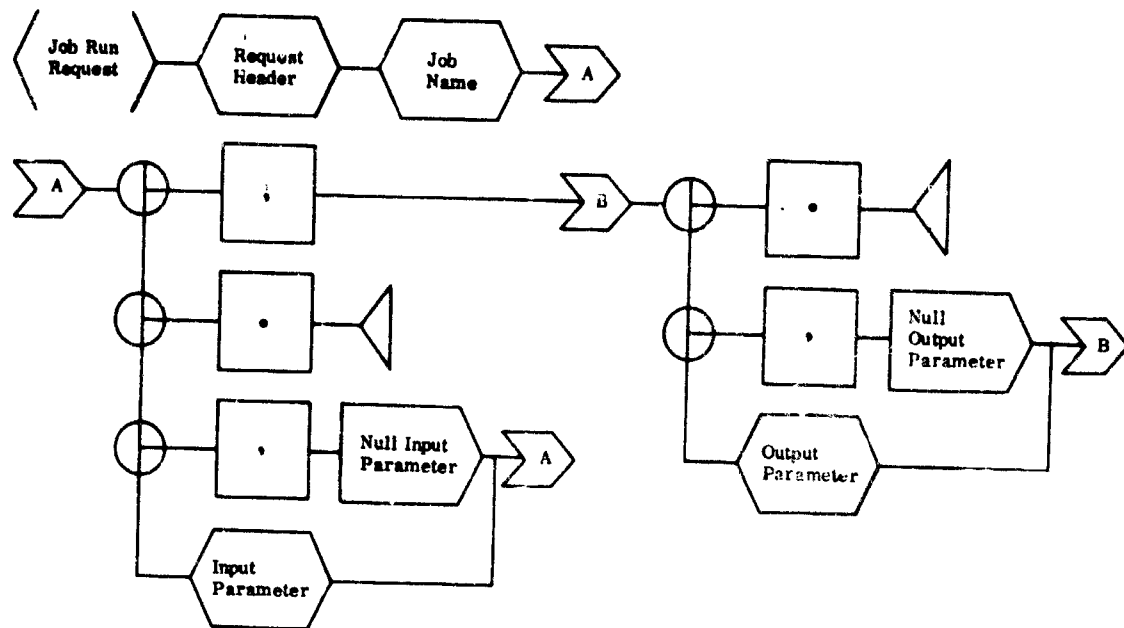 Job Run
Request
Request
Header
Job
Name
A
A
;
B
.
.
,
Null
Output
Parameter
B
,
Null Input
Parameter
A
Output
Parameter
Input
Parameter